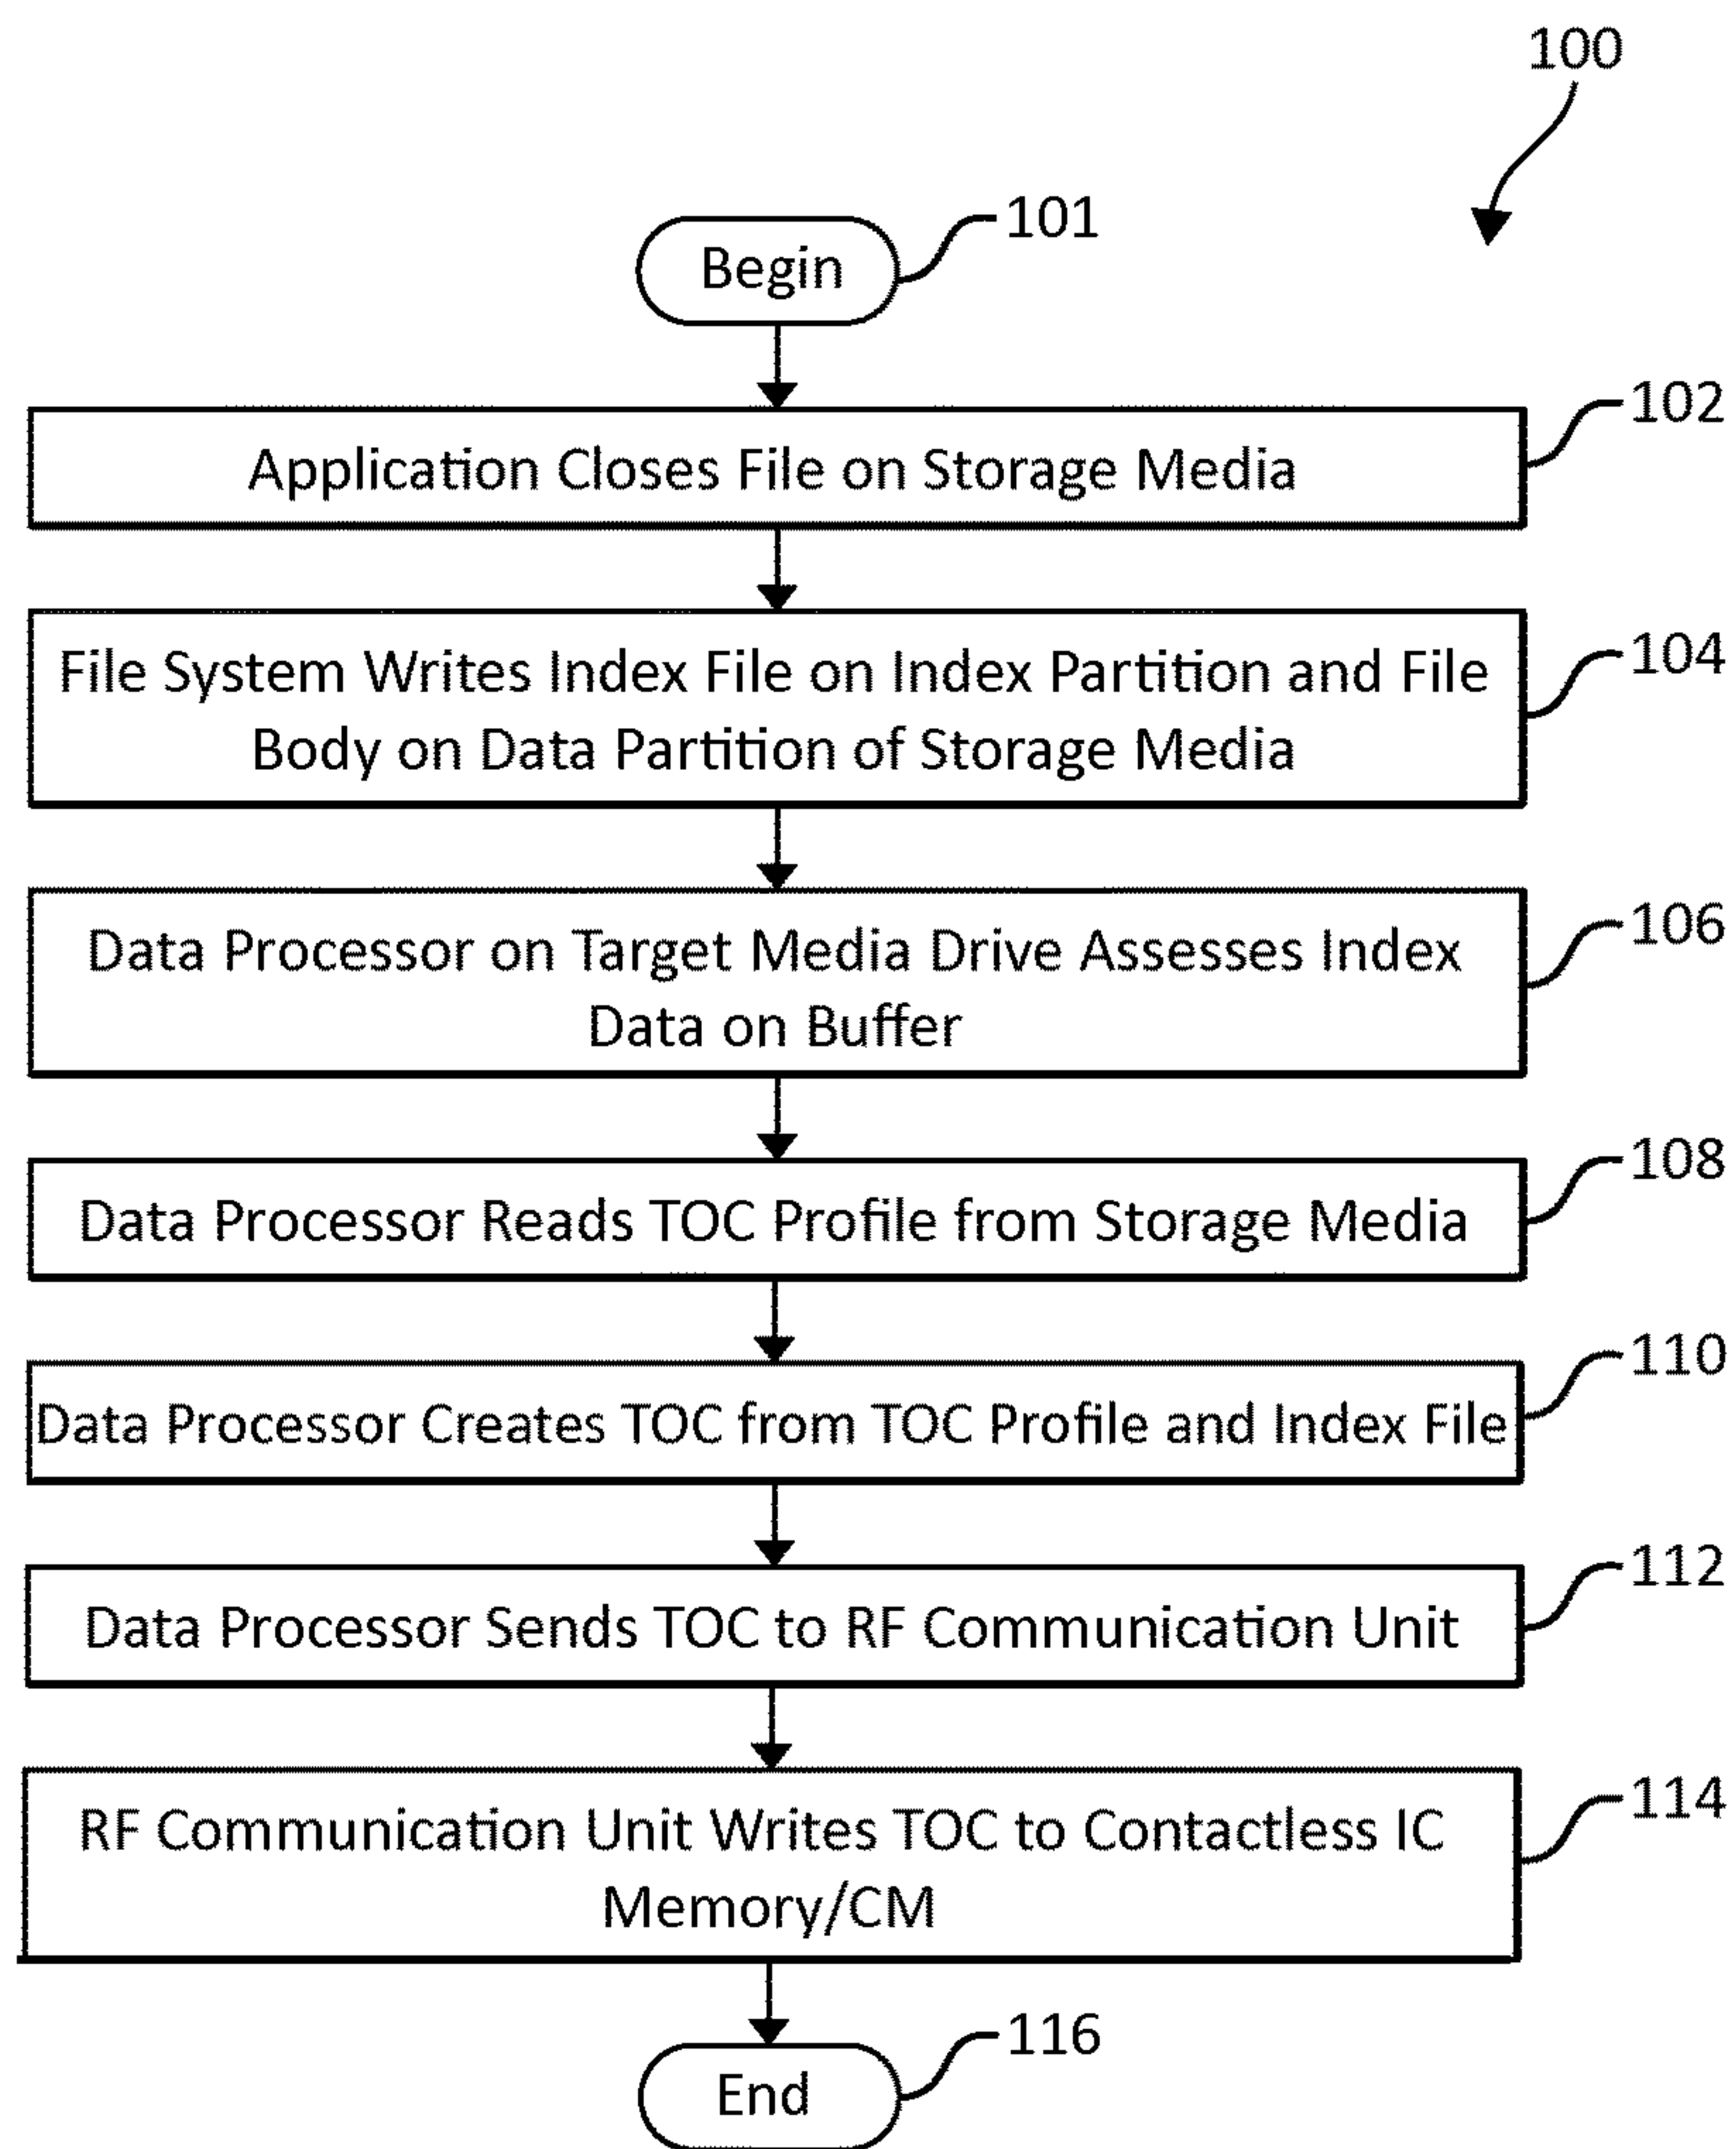 100
Begin
101
Application Closes File on Storage Media
102
File System Writes Index File on Index Partition and File
Body on Data Partition of Storage Media
104
Data Processor on Target Media Drive Assesses Index
Data on Buffer
106
Data Processor Reads TOC Profile from Storage Media
108
Data Processor Creates TOC from TOC Profile and Index File
110
Data Processor Sends TOC to RF Communication Unit
112
RF Communication Unit Writes TOC to Contactless IC
Memory/CM
114
End
116